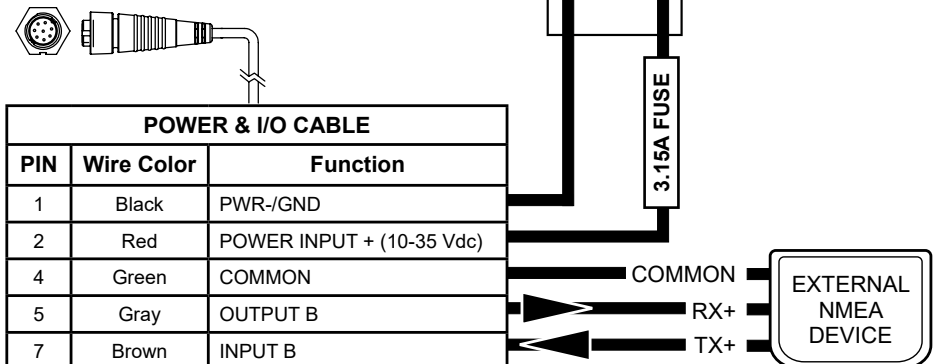 3.15A FUSE
POWER & I/O CABLE
PIN Wire Color Function
1 Black PWR-/GND
2 Red POWER INPUT + (10-35 Vdc)
4 Green COMMON
5 Gray OUTPUT B
7 Brown INPUT B
COMMON
RX+
TX+
EXTERNAL
NMEA
DEVICE